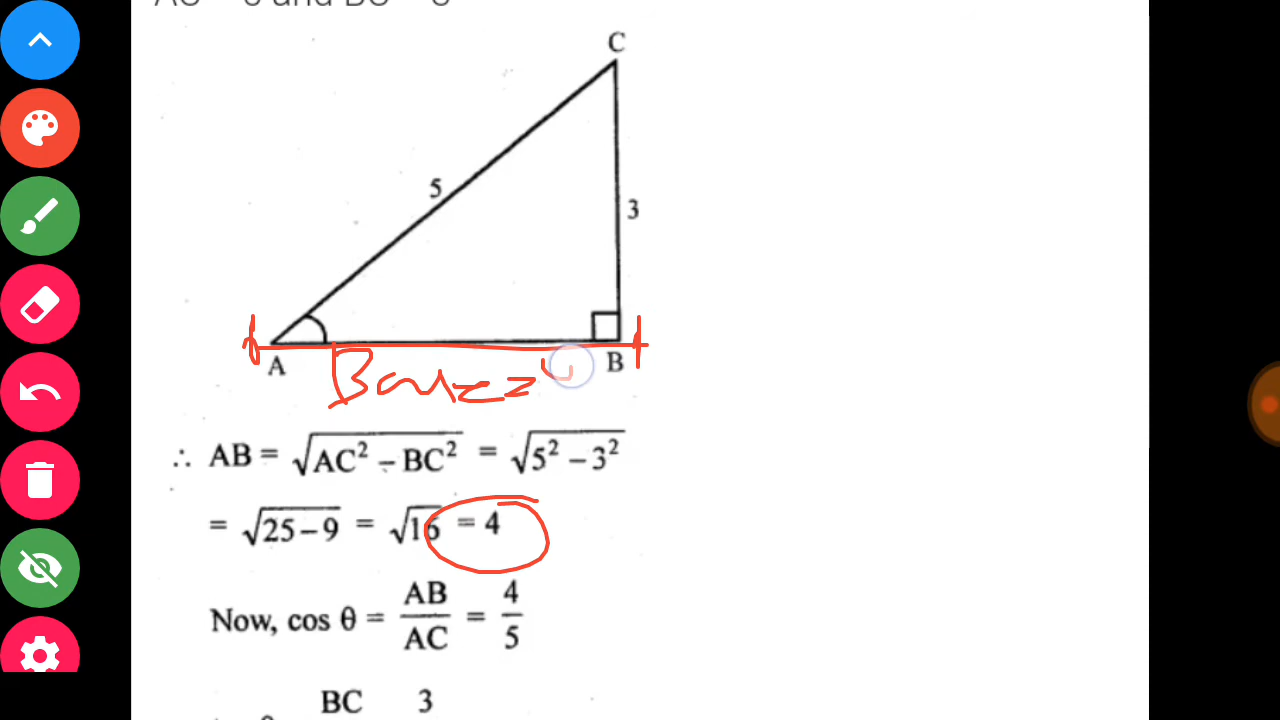 C
5
3
A
B
∴ AB = √AC² – BC² = √5² – 3²
= √25 – 9 = √16 = 4
Now, cos θ = AB/AC = 4/5
BC 3